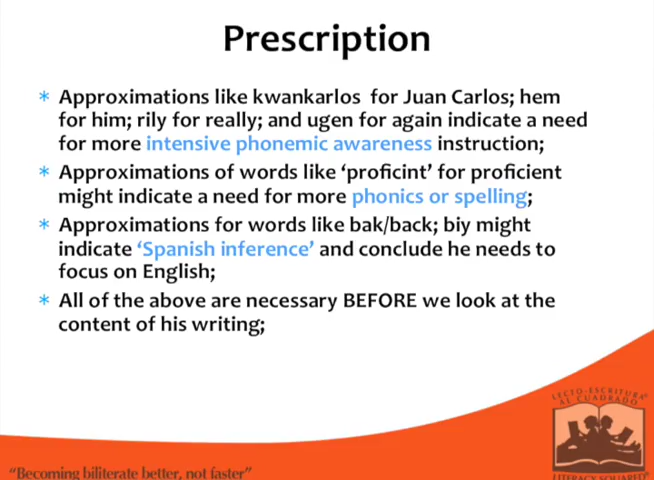 Prescription
* Approximations like kwankarlos for Juan Carlos; hem
for him; rily for really; and ugen for again indicate a need
for more intensive phonemic awareness instruction;
* Approximations of words like ‘proficint’ for proficient
might indicate a need for more phonics or spelling;
* Approximations for words like bak/back; biy might
indicate ‘Spanish inference’ and conclude he needs to
focus on English;
* All of the above are necessary BEFORE we look at the
content of his writing;
LECTO-ESCRITURA
AL CUADRADO
LITERACY SQUARED
“Becoming biliterate better, not faster”